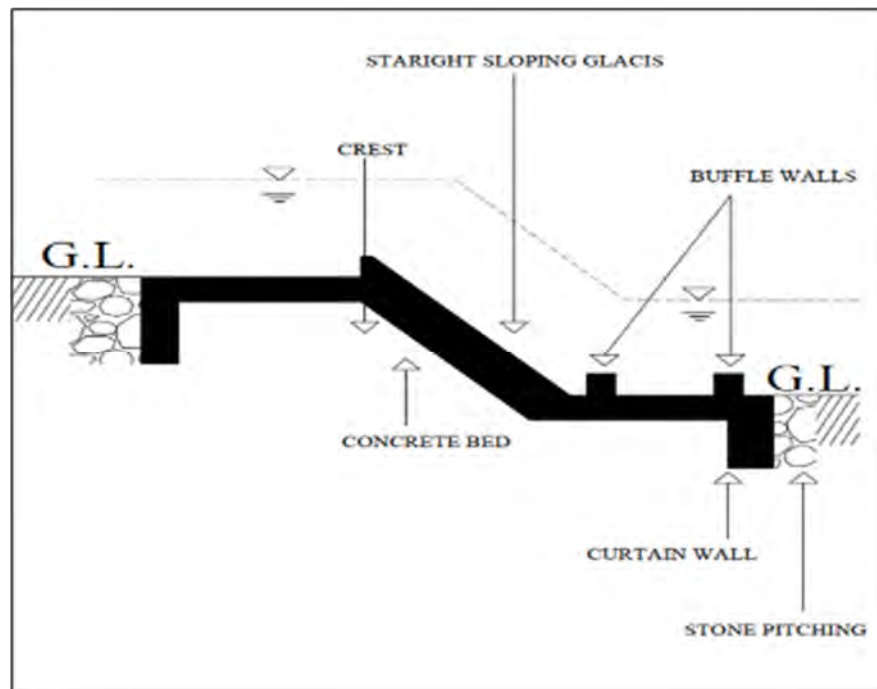 STARIGHT SLOPING GLACIS
CREST
BUFFLE WALLS
G.L.
G.L.
CONCRETE BED
CURTAIN WALL
STONE PITCHING